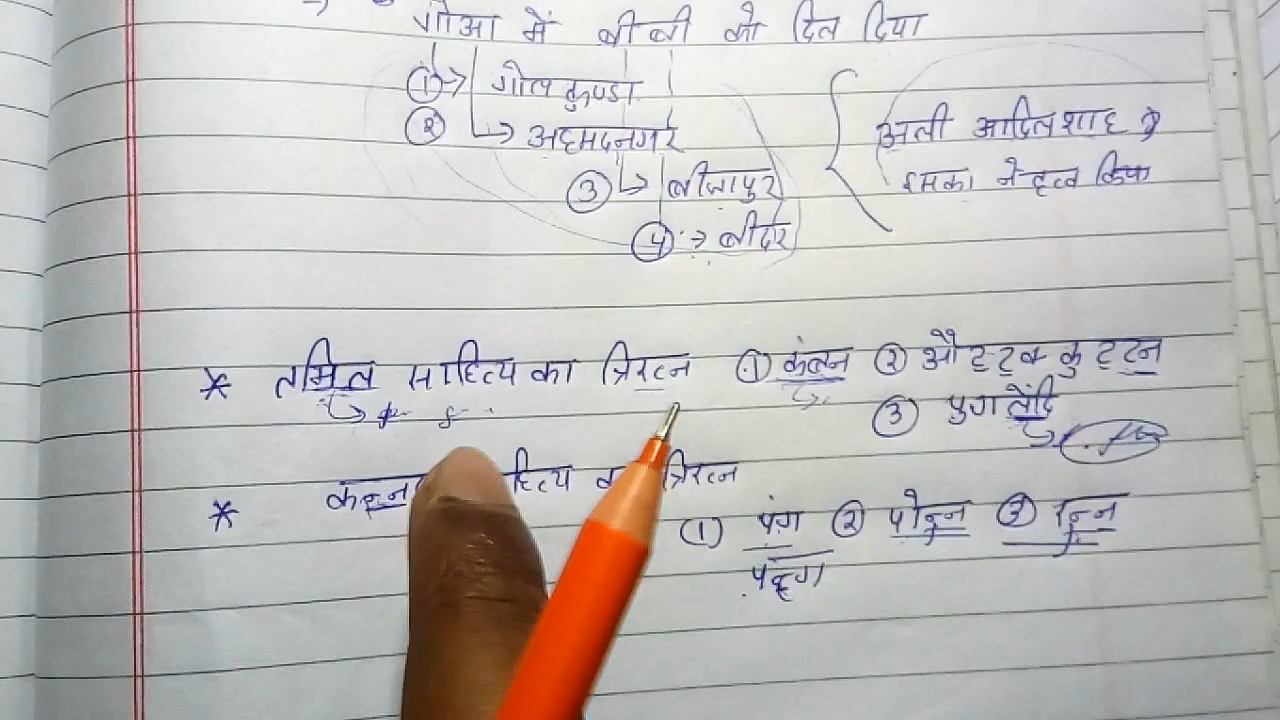 गोआ में बीबी को दिल दिया
① → गोलकुण्डा
② → अहमदनगर
③ → बीजापुर
④ → बीदर
अली आदिलशाह
इसका नेतृत्व किया
* तमिल साहित्य का त्रिरत्न ① कंबन ② औट्टक कुट्टन
③ पुगलेंदि
* कन्न हित्य त्रिरत्न
① पंग ② पोन्न ③ रन्न
पम्पा